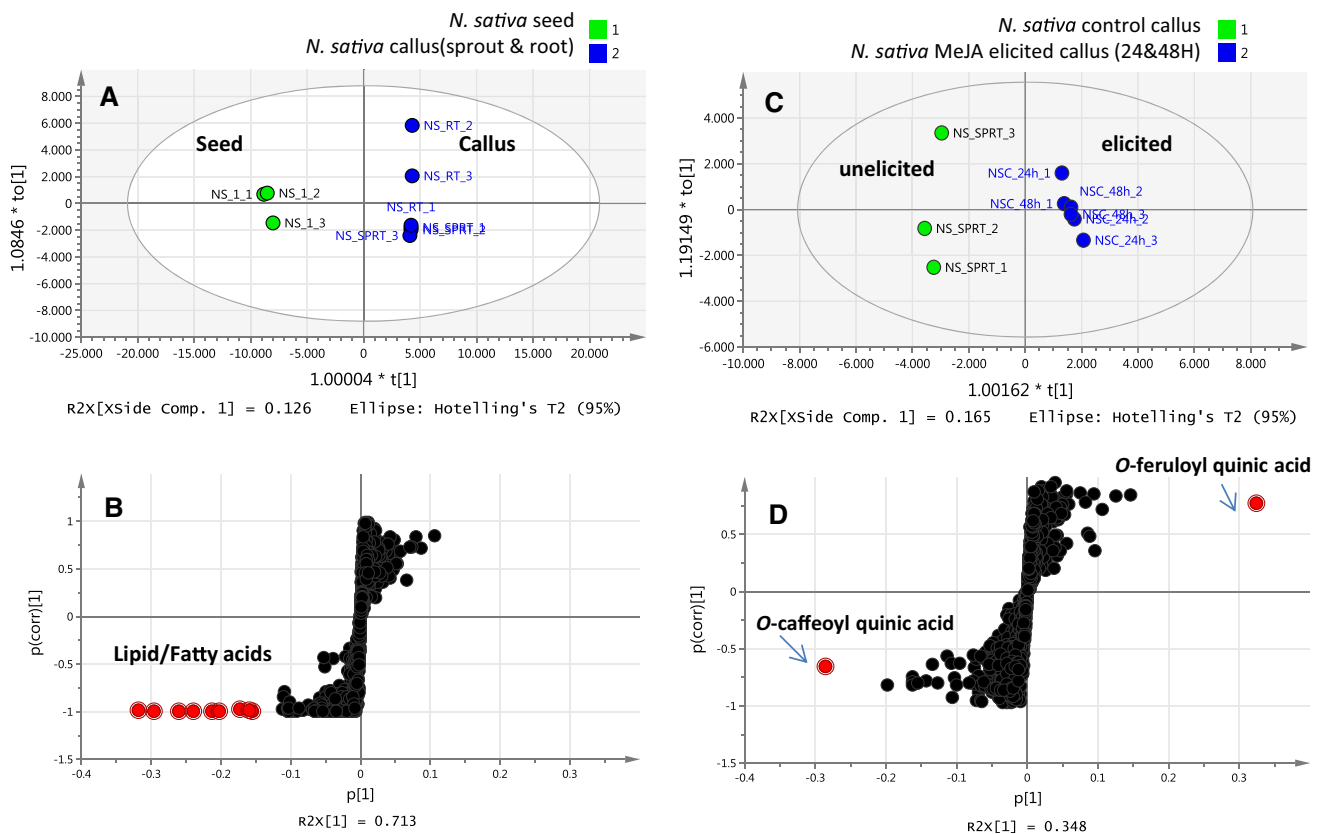 N. sativa seed 1
N. sativa callus(sprout & root) 2
A
8.000
6.000
4.000
2.000
0
-2.000
-4.000
-6.000
-8.000
-10.000
1.0846 * to[1]
Seed
Callus
NS_RT_2
NS_RT_3
NS_1_1
NS_1_2
NS_1_3
NS_RT_1
NS_SPRT_1
NS_SPRT_2
NS_SPRT_3
-25.000 -20.000 -15.000 -10.000 -5.000 0 5.000 10.000 15.000 20.000
1.00004 * t[1]
R2X[XSide Comp. 1] = 0.126 Ellipse: Hotelling's T2 (95%)
N. sativa control callus 1
N. sativa MeJA elicited callus (24&48H) 2
C
4.000
2.000
0
-2.000
-4.000
-6.000
1.19149 * to[1]
unelicited
elicited
NS_SPRT_3
NSC_24h_1
NSC_48h_2
NSC_48h_1
NSC_48h_3
NSC_24h_2
NS_SPRT_2
NSC_24h_3
NS_SPRT_1
-10.000 -8.000 -6.000 -4.000 -2.000 0 2.000 4.000 6.000 8.000
1.00162 * t[1]
R2X[XSide Comp. 1] = 0.165 Ellipse: Hotelling's T2 (95%)
B
1
0.5
0
-0.5
-1
-1.5
p(corr)[1]
Lipid/Fatty acids
-0.4 -0.3 -0.2 -0.1 0 0.1 0.2 0.3
p[1]
R2X[1] = 0.713
O-feruloyl quinic acid
D
0.5
0
-0.5
-1
-1.5
p(corr)[1]
O-caffeoyl quinic acid
-0.4 -0.3 -0.2 -0.1 0 0.1 0.2 0.3
p[1]
R2X[1] = 0.348